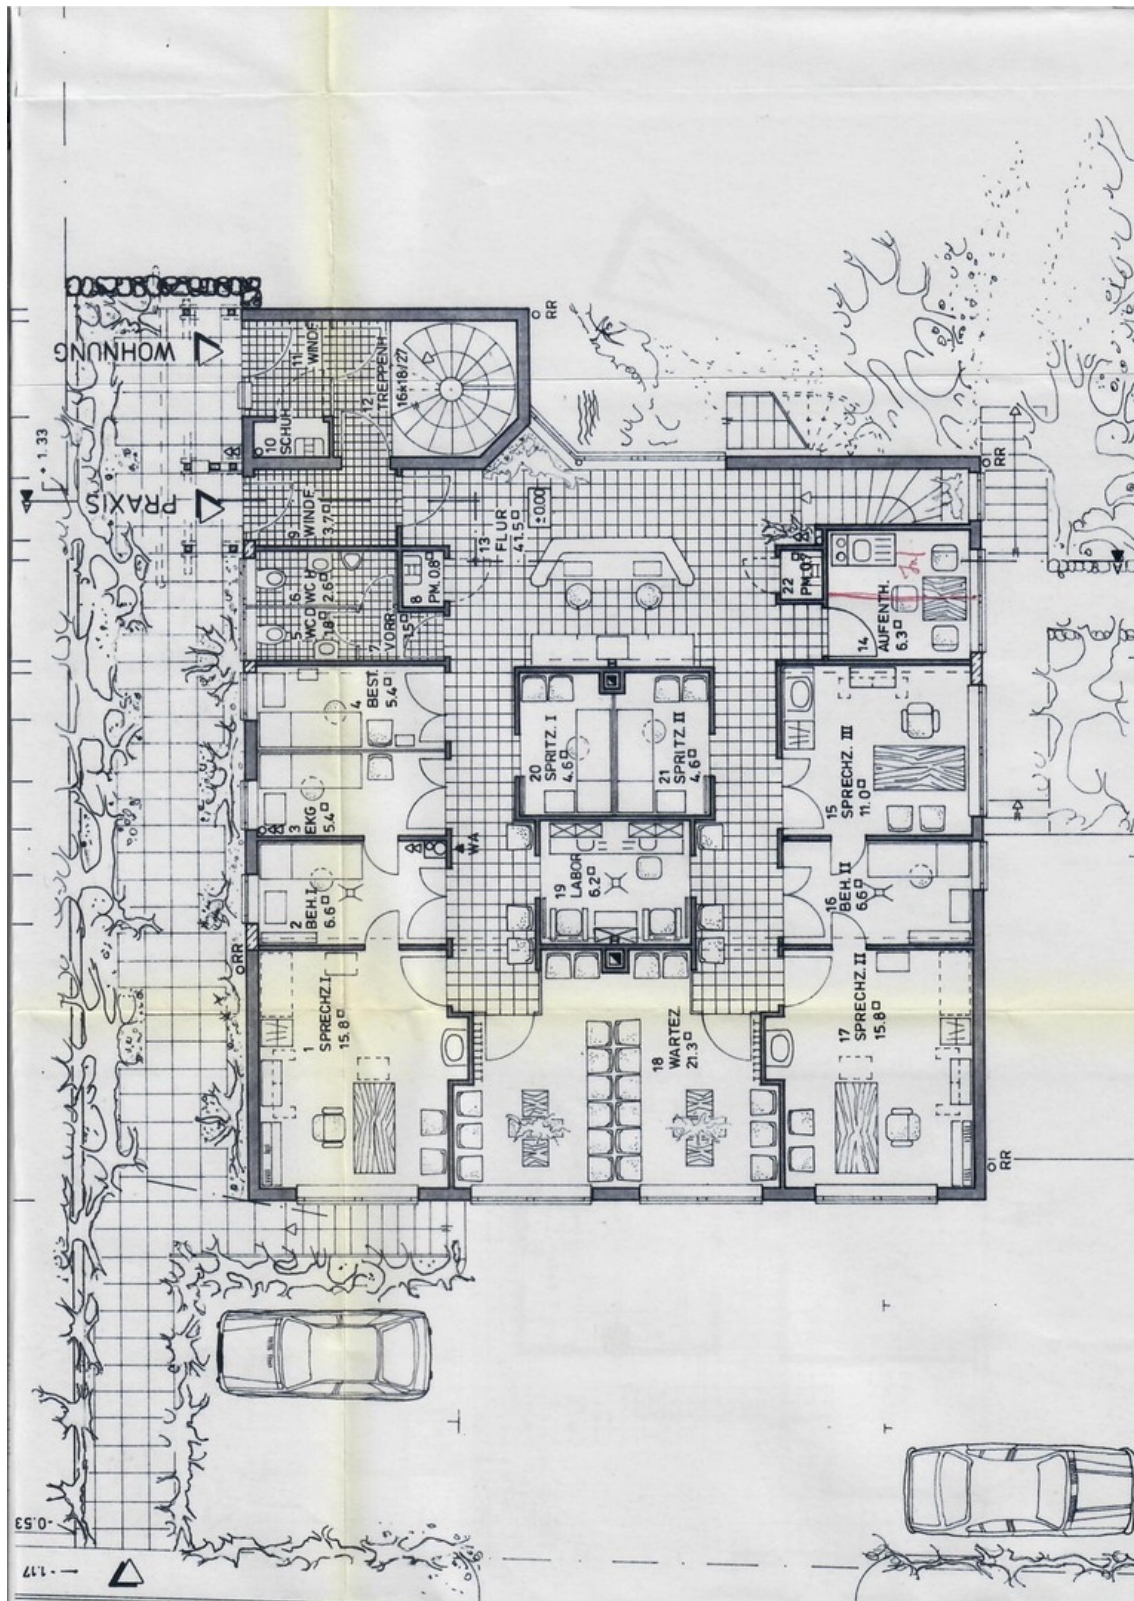 WOHNUNG
PRAXIS
+ 1.33
11
WINDF.
12
TREPPENH.
16x18/27
10
SCHUH
9
WINDF.
3.7□
13
FLUR
41.5□
±0.00
5
WC D
1.8□
6
WC H
2.6□
7
VORR.
1.5□
8
PM. 0.8□
22
PM. 0.7□
14
AUFENTH.
6.3□
4
BEST.
5.4□
3
EKG
5.4□
2
BEH. I
6.6□
WA
1
SPRECHZ. I
15.8□
20
SPRITZ. I
4.6□
21
SPRITZ II
4.6□
19
LABOR
6.2□
18
WARTEZ.
21.3□
15
SPRECHZ. III
11.0□
16
BEH. II
6.6□
17
SPRECHZ. II
15.8□
RR
RR
RR
RR
-0.53
-1.17